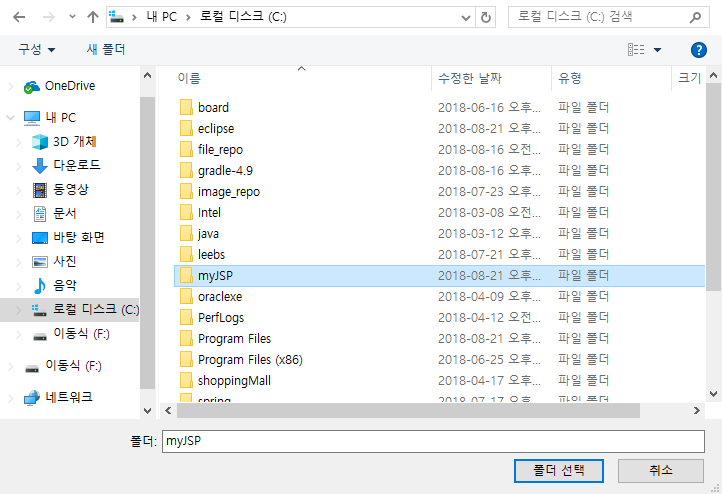 내 PC > 로컬 디스크 (C:) 로컬 디스크 (C:) 검색
구성 새 폴더 ?
이름 수정한 날짜 유형 크기
OneDrive
내 PC
3D 개체
다운로드
동영상
문서
바탕 화면
사진
음악
로컬 디스크 (C:)
이동식 (F:)
이동식 (F:)
네트워크
board 2018-06-16 오후... 파일 폴더
eclipse 2018-08-21 오후... 파일 폴더
file_repo 2018-08-16 오전... 파일 폴더
gradle-4.9 2018-08-16 오후... 파일 폴더
image_repo 2018-07-23 오후... 파일 폴더
Intel 2018-03-08 오전... 파일 폴더
java 2018-03-12 오후... 파일 폴더
leebs 2018-07-21 오후... 파일 폴더
myJSP 2018-08-21 오후... 파일 폴더
oraclexe 2018-04-09 오후... 파일 폴더
PerfLogs 2018-04-12 오전... 파일 폴더
Program Files 2018-08-21 오후... 파일 폴더
Program Files (x86) 2018-06-25 오후... 파일 폴더
shoppingMall 2018-04-17 오후... 파일 폴더
spring 2018-07-17 오후... 파일 폴더
폴더: myJSP
폴더 선택 취소